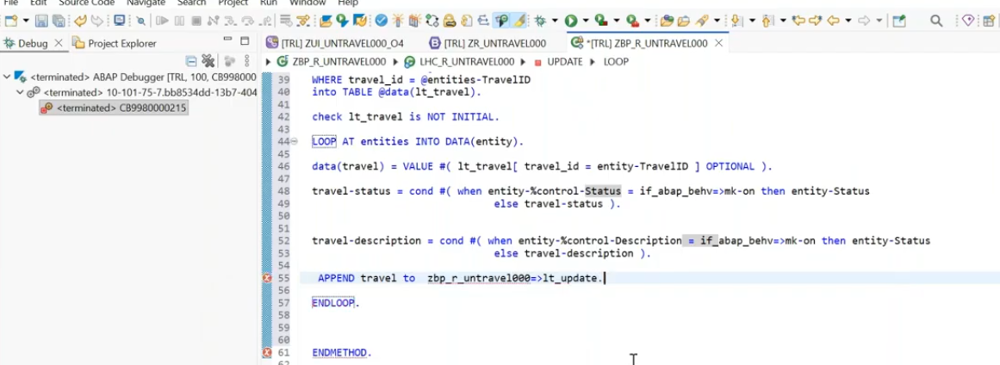 File Edit Source Code Navigate Search Project Run Window Help
Debug Project Explorer
[TRL] ZUI_UNTRAVEL000_O4 [TRL] ZR_UNTRAVEL000 *[TRL] ZBP_R_UNTRAVEL000
<terminated> ABAP Debugger [TRL, 100, CB9980000
<terminated> 10-101-75-7.bb8534dd-13b7-404
<terminated> CB9980000215
ZBP_R_UNTRAVEL000 LHC_R_UNTRAVEL000 UPDATE LOOP
39 WHERE travel_id = @entities-TravelID
40 into TABLE @data(lt_travel).
41
42 check lt_travel is NOT INITIAL.
43
44 LOOP AT entities INTO DATA(entity).
45
46 data(travel) = VALUE #( lt_travel[ travel_id = entity-TravelID ] OPTIONAL ).
47
48 travel-status = cond #( when entity-%control-Status = if_abap_behv=>mk-on then entity-Status
49 else travel-status ).
50
51
52 travel-description = cond #( when entity-%control-Description = if_abap_behv=>mk-on then entity-Status
53 else travel-description ).
54
55 APPEND travel to zbp_r_untravel000=>lt_update.
56
57 ENDLOOP.
58
59
60
61 ENDMETHOD.
62